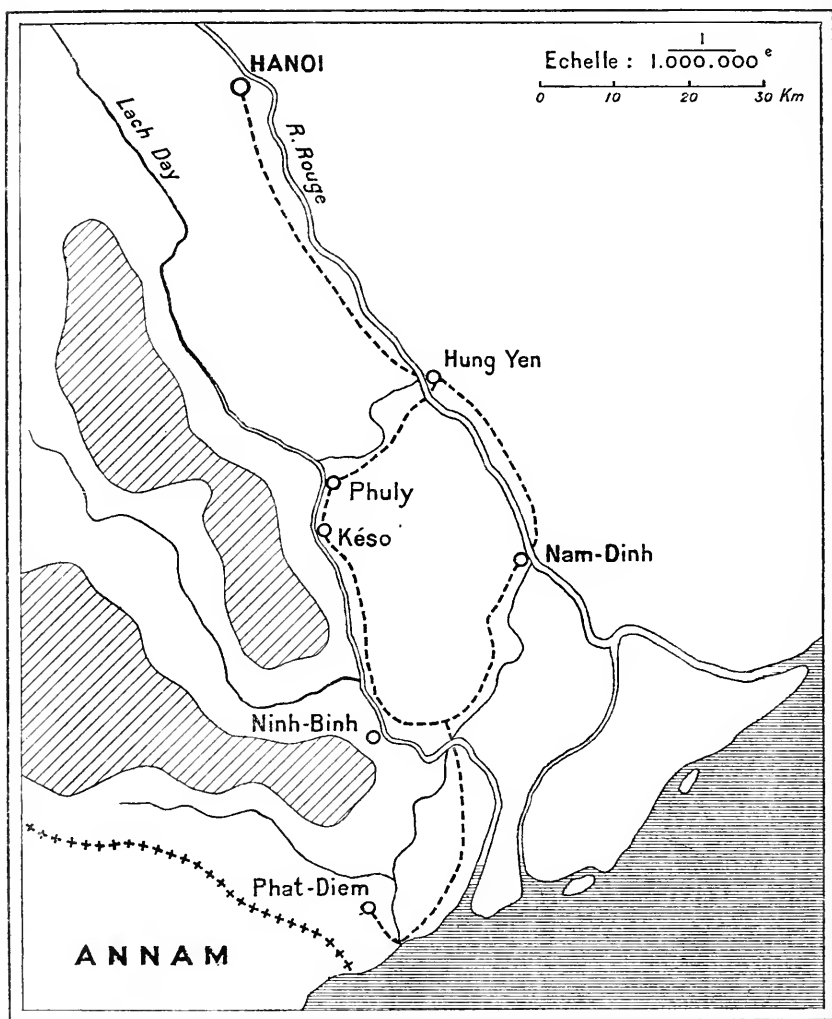 HANOI
Echelle : 1/1.000.000e
0 10 20 30 Km
Lach Day
R. Rouge
Hung Yen
Phuly
Késo
Nam-Dinh
Ninh-Binh
Phat-Diem
ANNAM